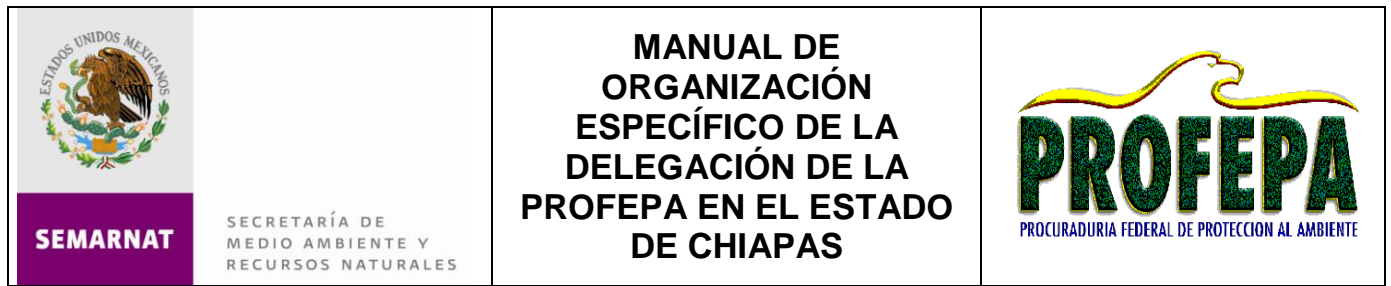 ESTADOS UNIDOS MEXICANOS
SEMARNAT
SECRETARÍA DE
MEDIO AMBIENTE Y
RECURSOS NATURALES
MANUAL DE
ORGANIZACIÓN
ESPECÍFICO DE LA
DELEGACIÓN DE LA
PROFEPA EN EL ESTADO
DE CHIAPAS
PROFEPA
PROCURADURIA FEDERAL DE PROTECCION AL AMBIENTE